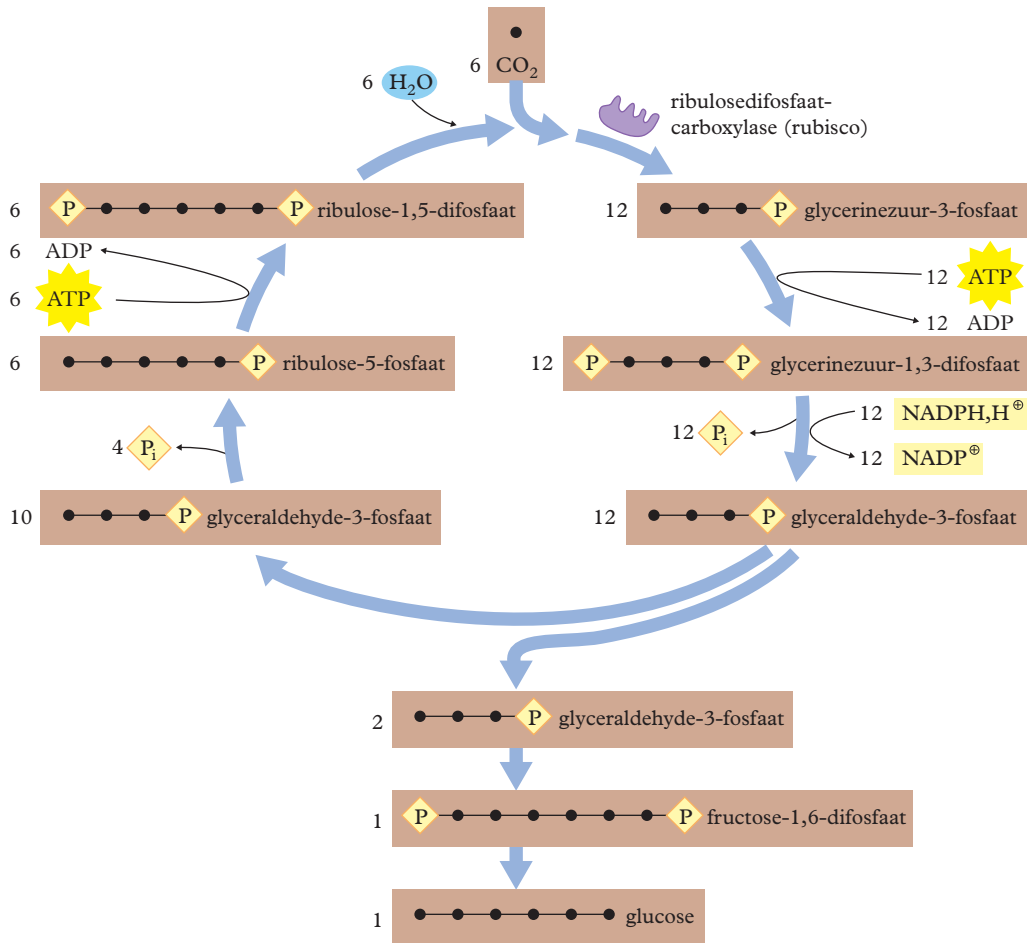 6 CO₂
6 H₂O
ribulosedifosfaat-
carboxylase (rubisco)
6 P P ribulose-1,5-difosfaat
12 P glycerinezuur-3-fosfaat
6 ADP
6 ATP
12 ATP
12 ADP
6 P ribulose-5-fosfaat
12 P P glycerinezuur-1,3-difosfaat
4 Pᵢ
12 Pᵢ
12 NADPH,H⊕
12 NADP⊕
10 P glyceraldehyde-3-fosfaat
12 P glyceraldehyde-3-fosfaat
2 P glyceraldehyde-3-fosfaat
1 P P fructose-1,6-difosfaat
1 glucose